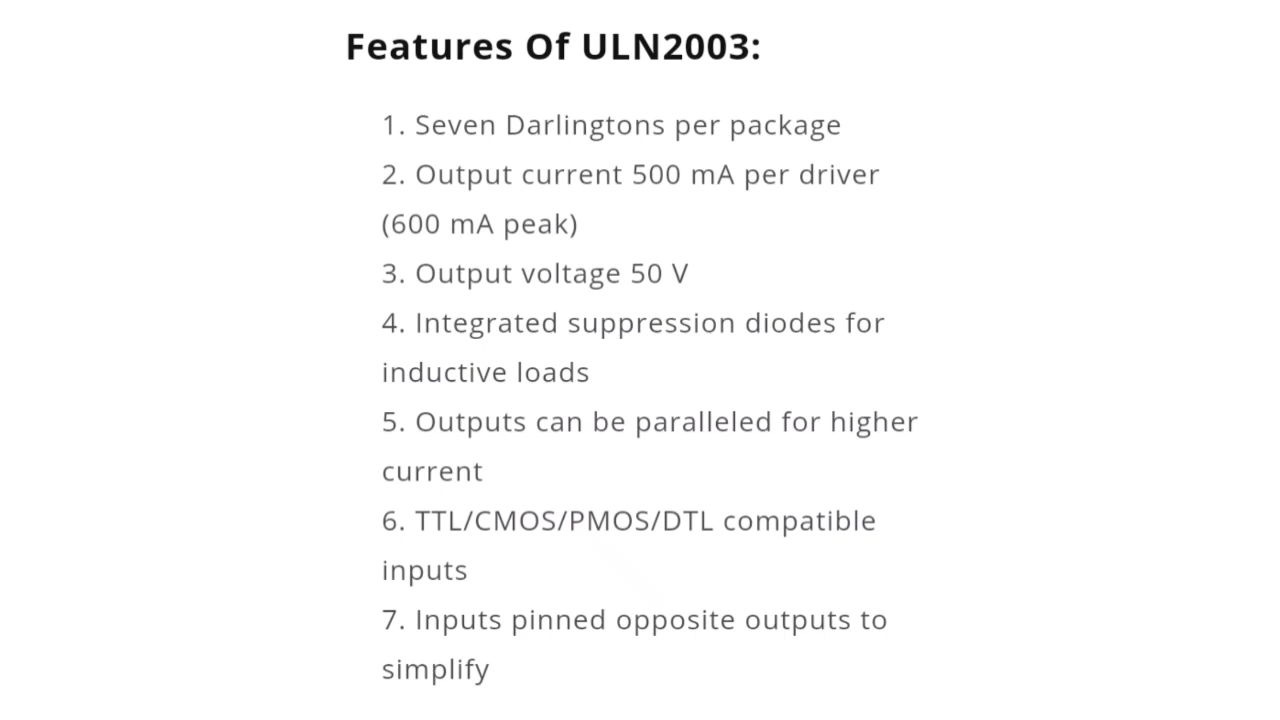 Features Of ULN2003:
1. Seven Darlingtons per package
2. Output current 500 mA per driver
(600 mA peak)
3. Output voltage 50 V
4. Integrated suppression diodes for
inductive loads
5. Outputs can be paralleled for higher
current
6. TTL/CMOS/PMOS/DTL compatible
inputs
7. Inputs pinned opposite outputs to
simplify